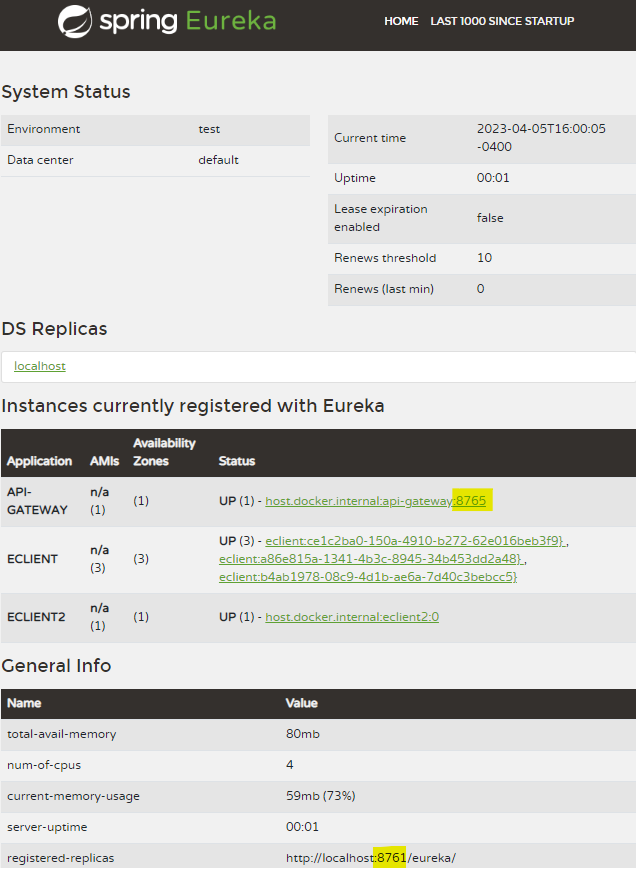 spring Eureka
HOME LAST 1000 SINCE STARTUP
System Status
Environment test
Data center default
Current time 2023-04-05T16:00:05
-0400
Uptime 00:01
Lease expiration
enabled false
Renews threshold 10
Renews (last min) 0
DS Replicas
localhost
Instances currently registered with Eureka
Application AMIs Availability
Zones Status
API-
GATEWAY n/a
(1) (1) UP (1) - host.docker.internal:api-gateway:8765
ECLIENT n/a
(3) (3) UP (3) - eclient:ce1c2ba0-150a-4910-b272-62e016beb3f9} ,
eclient:a86e815a-1341-4b3c-8945-34b453dd2a48} ,
eclient:b4ab1978-08c9-4d1b-ae6a-7d40c3bebcc5}
ECLIENT2 n/a
(1) (1) UP (1) - host.docker.internal:eclient2:0
General Info
Name Value
total-avail-memory 80mb
num-of-cpus 4
current-memory-usage 59mb (73%)
server-uptime 00:01
registered-replicas http://localhost:8761/eureka/